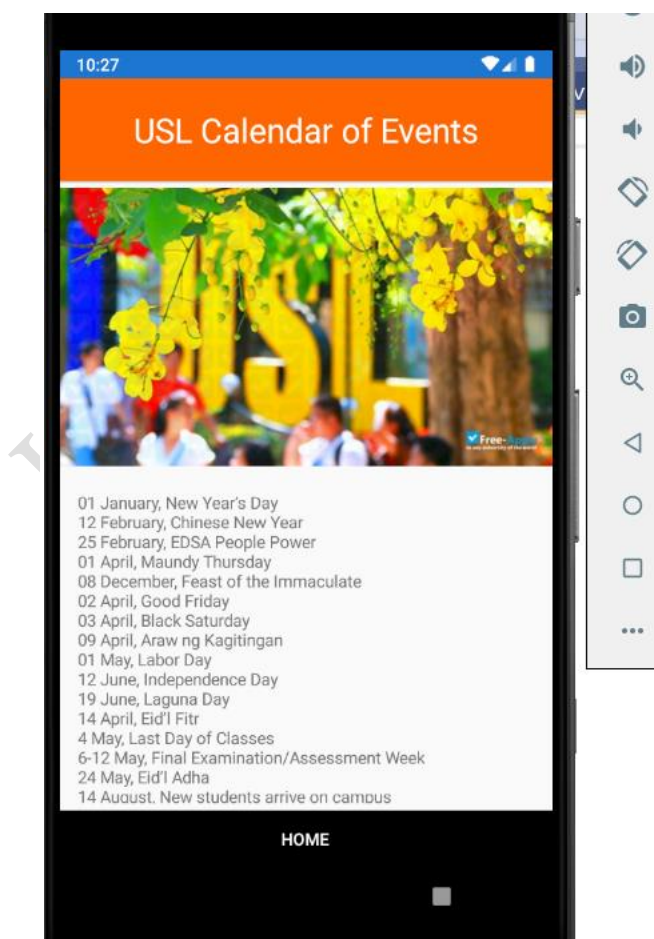 10:27
USL Calendar of Events
USL
Free-
01 January, New Year's Day
12 February, Chinese New Year
25 February, EDSA People Power
01 April, Maundy Thursday
08 December, Feast of the Immaculate
02 April, Good Friday
03 April, Black Saturday
09 April, Araw ng Kagitingan
01 May, Labor Day
12 June, Independence Day
19 June, Laguna Day
14 April, Eid'l Fitr
4 May, Last Day of Classes
6-12 May, Final Examination/Assessment Week
24 May, Eid'l Adha
14 August, New students arrive on campus
HOME